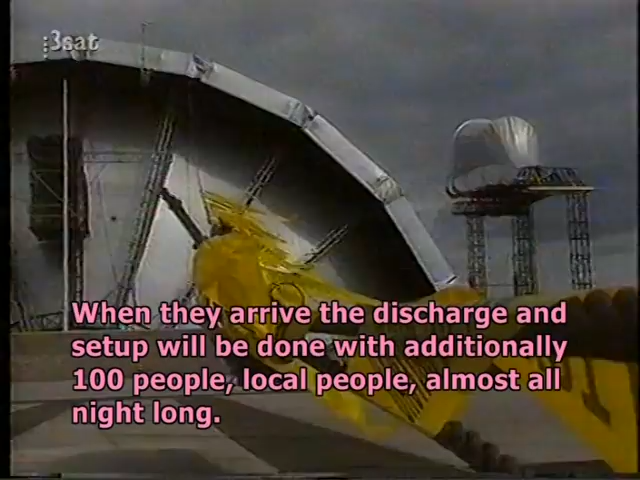 3sat
When they arrive the discharge and
setup will be done with additionally
100 people, local people, almost all
night long.